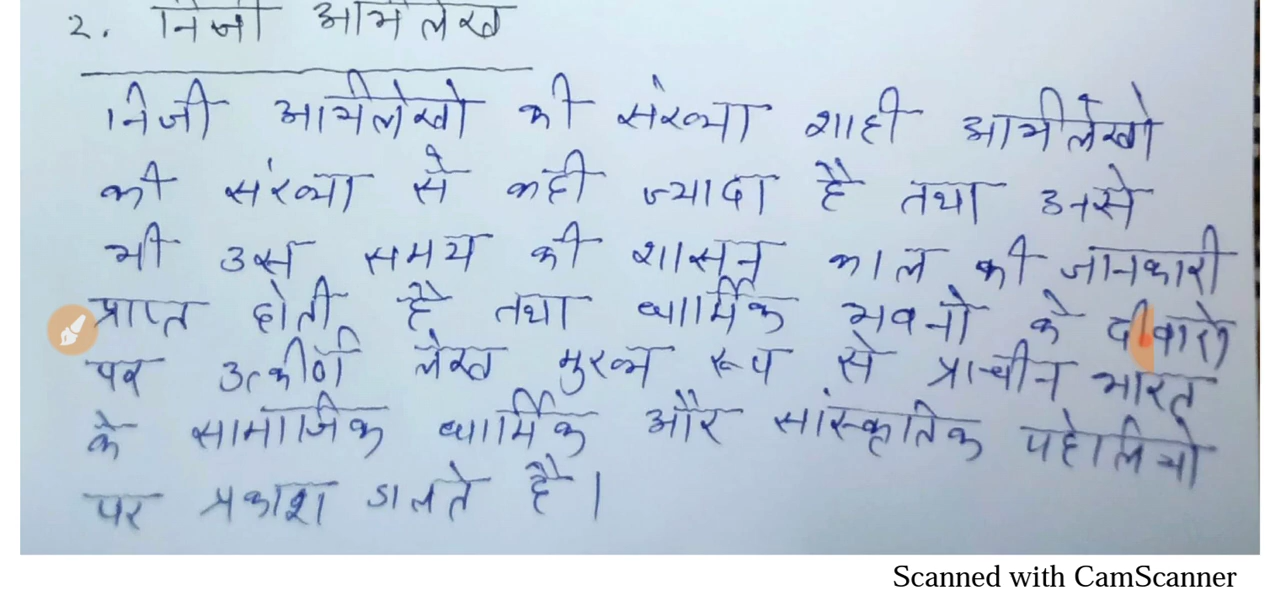 2. निजी अभिलेख
निजी अभिलेखो की संख्या शाही अभिलेखो
की संख्या से कही ज्यादा है तथा उनसे
भी उस समय की शासन काल की जानकारी
प्राप्त होती है तथा धार्मिक भवनो के दीवारो
पर उत्कीर्ण लेख मुख्य रूप से प्राचीन भारत
के सामाजिक धार्मिक और सांस्कृतिक पहेलियो
पर प्रकाश डालते है।
Scanned with CamScanner